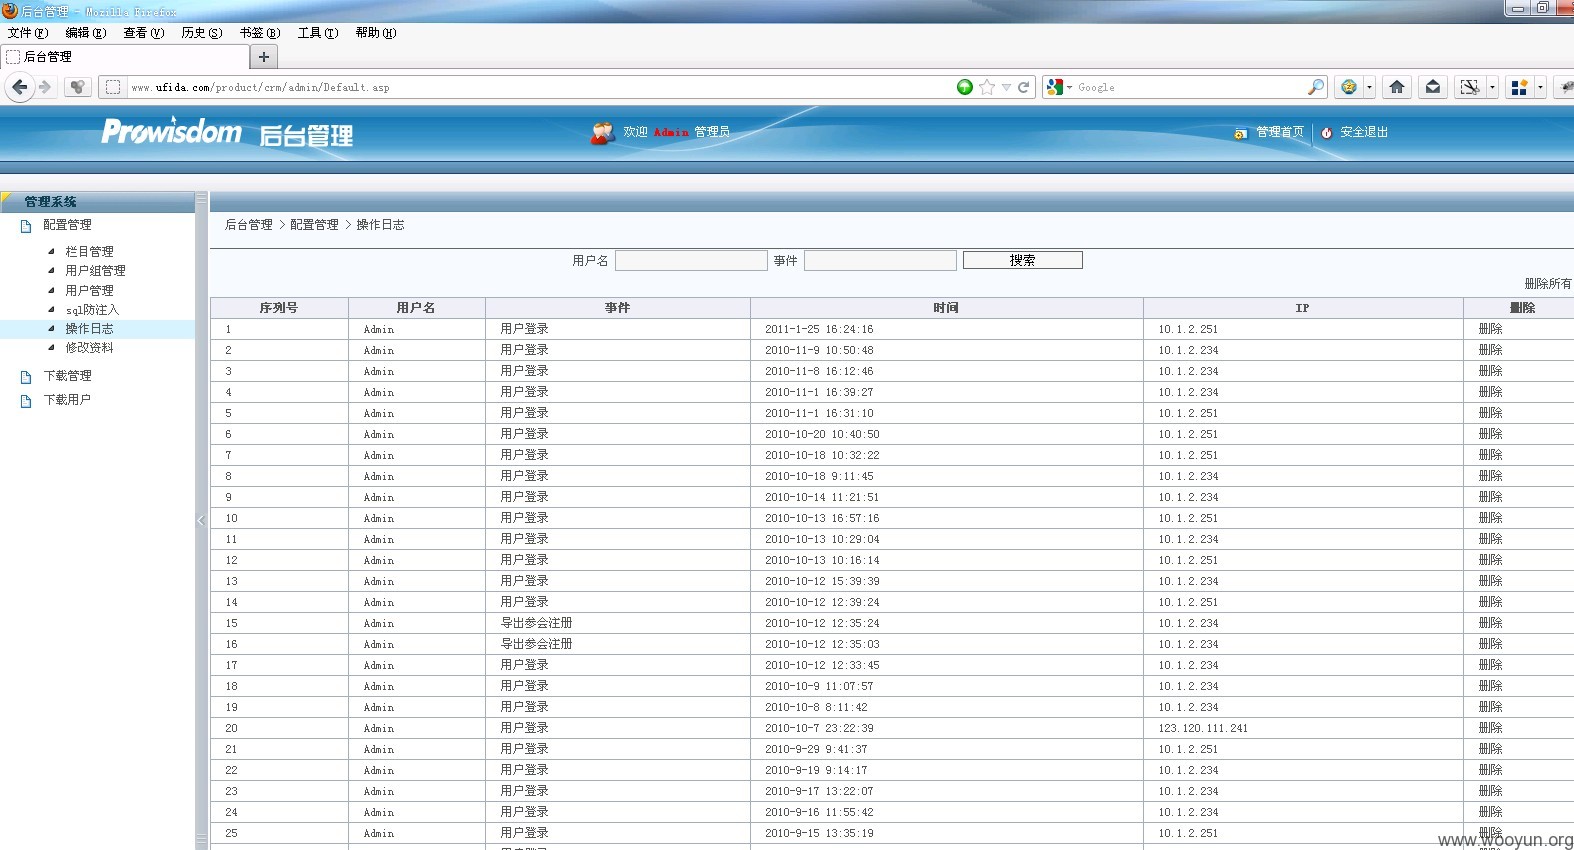 后台管理 - Mozilla Firefox
文件(F) 编辑(E) 查看(V) 历史(S) 书签(B) 工具(T) 帮助(H)
后台管理
www.ufida.com/product/crm/admin/Default.asp Google
Prowisdom 后台管理 欢迎 Admin 管理员 管理首页 安全退出
管理系统
配置管理
栏目管理
用户组管理
用户管理
sql防注入
操作日志
修改资料
下载管理
下载用户
后台管理 > 配置管理 > 操作日志
用户名 事件 搜索
删除所有
序列号 用户名 事件 时间 IP 删除
1 Admin 用户登录 2011-1-25 16:24:16 10.1.2.251 删除
2 Admin 用户登录 2010-11-9 10:50:48 10.1.2.234 删除
3 Admin 用户登录 2010-11-8 16:12:46 10.1.2.234 删除
4 Admin 用户登录 2010-11-1 16:39:27 10.1.2.234 删除
5 Admin 用户登录 2010-11-1 16:31:10 10.1.2.251 删除
6 Admin 用户登录 2010-10-20 10:40:50 10.1.2.251 删除
7 Admin 用户登录 2010-10-18 10:32:22 10.1.2.251 删除
8 Admin 用户登录 2010-10-18 9:11:45 10.1.2.234 删除
9 Admin 用户登录 2010-10-14 11:21:51 10.1.2.234 删除
10 Admin 用户登录 2010-10-13 16:57:16 10.1.2.251 删除
11 Admin 用户登录 2010-10-13 10:29:04 10.1.2.234 删除
12 Admin 用户登录 2010-10-13 10:16:14 10.1.2.251 删除
13 Admin 用户登录 2010-10-12 15:39:39 10.1.2.234 删除
14 Admin 用户登录 2010-10-12 12:39:24 10.1.2.251 删除
15 Admin 导出参会注册 2010-10-12 12:35:24 10.1.2.234 删除
16 Admin 导出参会注册 2010-10-12 12:35:03 10.1.2.234 删除
17 Admin 用户登录 2010-10-12 12:33:45 10.1.2.234 删除
18 Admin 用户登录 2010-10-9 11:07:57 10.1.2.234 删除
19 Admin 用户登录 2010-10-8 8:11:42 10.1.2.234 删除
20 Admin 用户登录 2010-10-7 23:22:39 123.120.111.241 删除
21 Admin 用户登录 2010-9-29 9:41:37 10.1.2.251 删除
22 Admin 用户登录 2010-9-19 9:14:17 10.1.2.234 删除
23 Admin 用户登录 2010-9-17 13:22:07 10.1.2.234 删除
24 Admin 用户登录 2010-9-16 11:55:42 10.1.2.234 删除
25 Admin 用户登录 2010-9-15 13:35:19 10.1.2.251 删除
www.wooyun.org